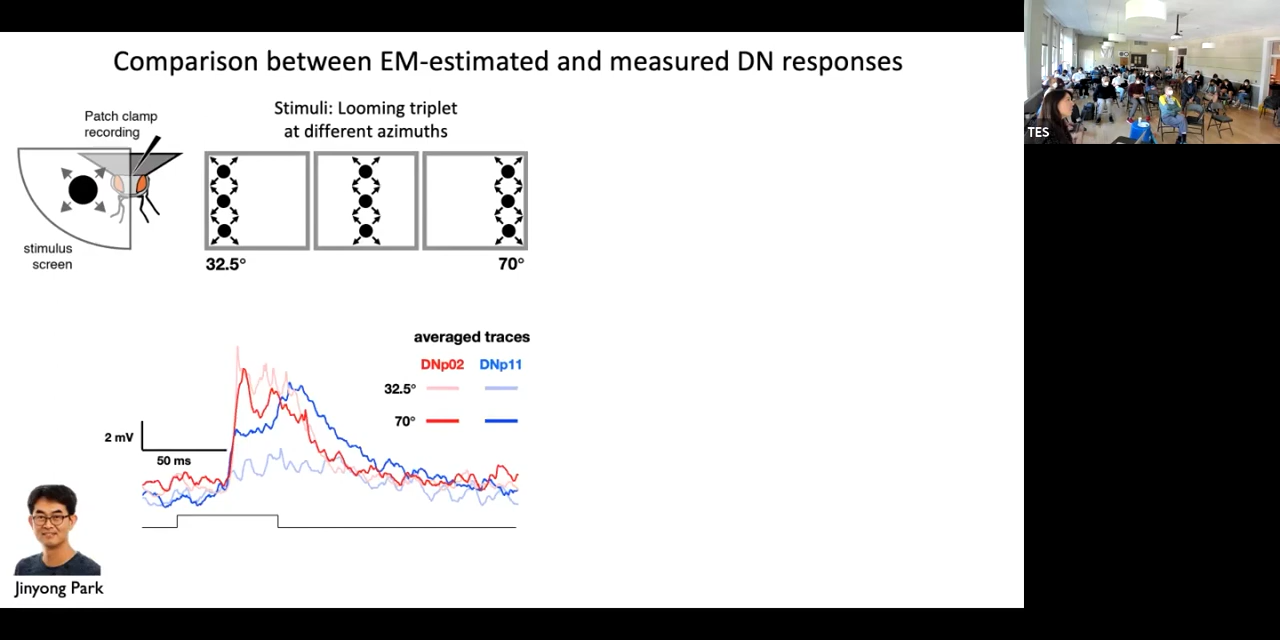 Comparison between EM-estimated and measured DN responses
Patch clamp
recording
stimulus
screen
Stimuli: Looming triplet
at different azimuths
32.5°
70°
averaged traces
DNp02 DNp11
32.5°
70°
2 mV
50 ms
Jinyong Park
TES